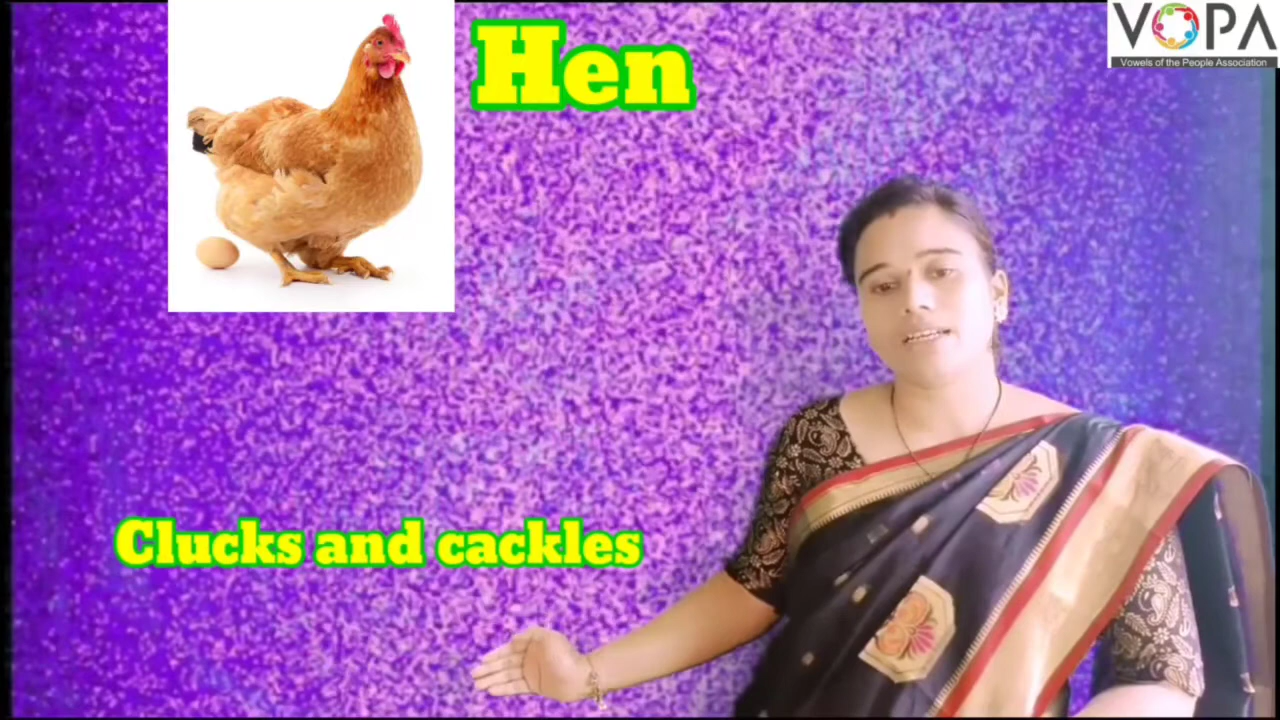 Hen
VOPA
Vowels of the People Association
Clucks and cackles